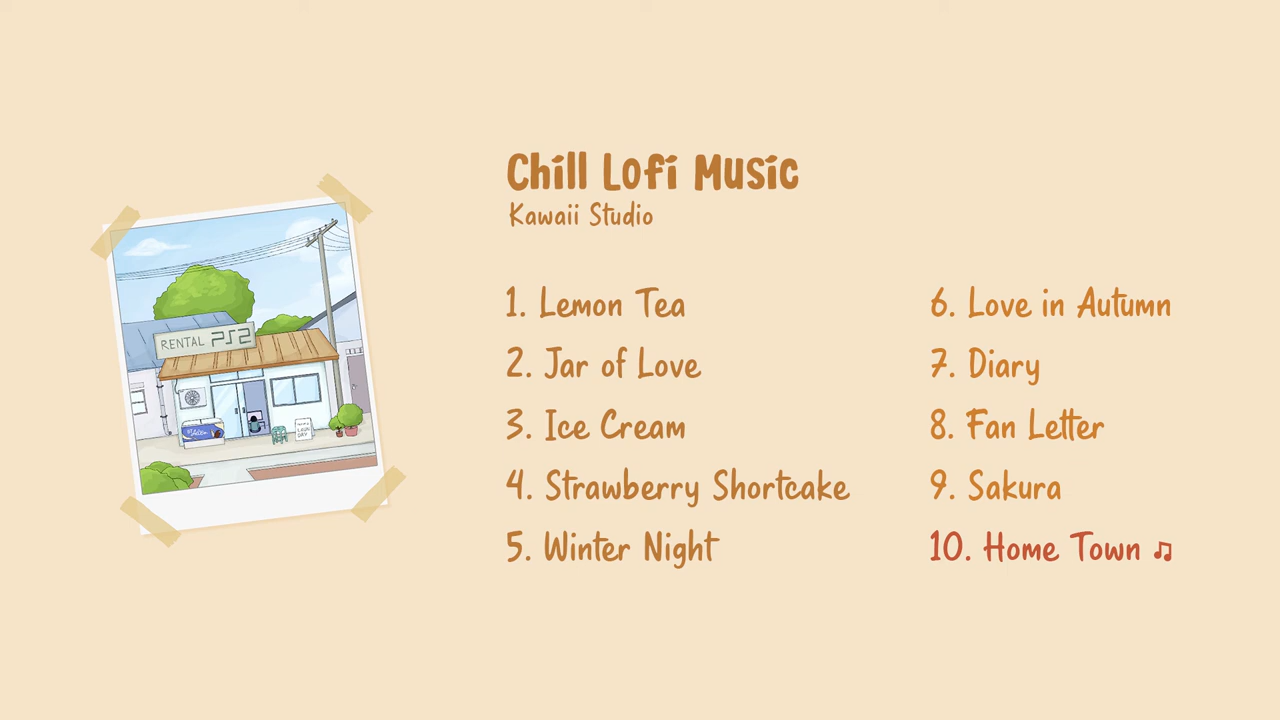 Chill Lofi Music
Kawaii Studio
RENTAL PS2
1. Lemon Tea
2. Jar of Love
3. Ice Cream
4. Strawberry Shortcake
5. Winter Night
6. Love in Autumn
7. Diary
8. Fan Letter
9. Sakura
10. Home Town ♫